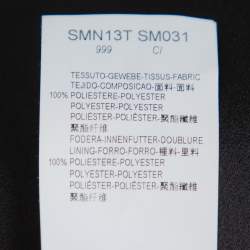 SMN13T SM031
999 CI
TESSUTO-GEWEBE-TISSUS-FABRIC
TEJIDO-COMPOSICAO-面料-面料
100% POLIESTERE-POLYESTER
POLYESTER-POLYESTER
POLIÉSTER-POLIÉSTER-聚酯纖維
聚酯纤维
FODERA-INNENFUTTER-DOUBLURE
LINING-FORRO-FORRO-種料-里料
100% POLIESTERE-POLYESTER
POLYESTER-POLYESTER
POLIÉSTER-POLIÉSTER-聚酯纖維
聚酯纤维